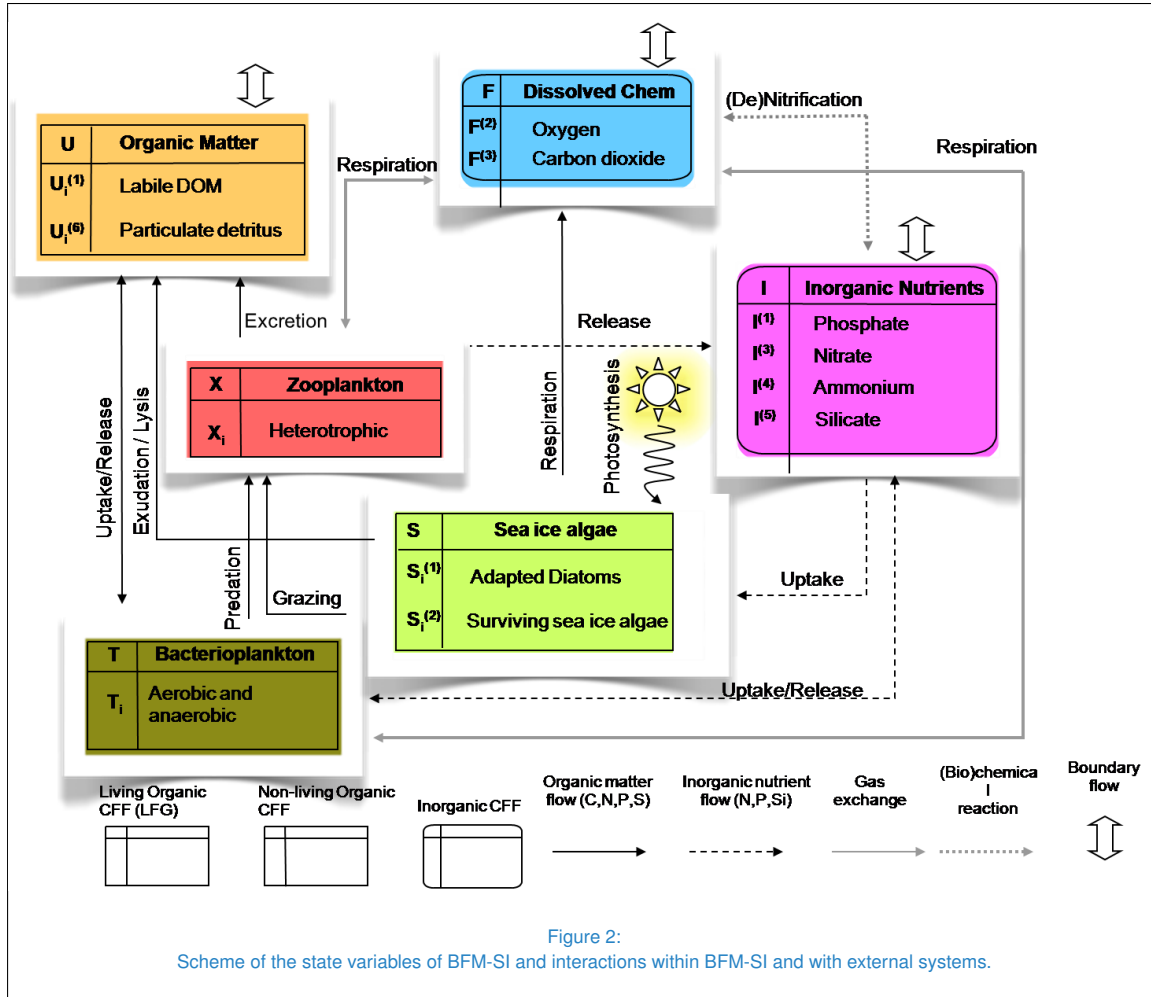 F Dissolved Chem
F(2) Oxygen
F(3) Carbon dioxide
(De)Nitrification
Respiration
U Organic Matter
Ui(1) Labile DOM
Ui(6) Particulate detritus
Respiration
I Inorganic Nutrients
I(1) Phosphate
I(3) Nitrate
I(4) Ammonium
I(5) Silicate
Excretion
Release
X Zooplankton
Xi Heterotrophic
Uptake/Release
Exudation / Lysis
Respiration
Photosynthesis
S Sea ice algae
Si(1) Adapted Diatoms
Si(2) Surviving sea ice algae
Uptake
Predation
Grazing
T Bacterioplankton
Ti Aerobic and
anaerobic
Uptake/Release
Living Organic
CFF (LFG)
Non-living Organic
CFF
Inorganic CFF
Organic matter
flow (C,N,P,S)
Inorganic nutrient
flow (N,P,Si)
Gas
exchange
(Bio)chemica
l
reaction
Boundary
flow
Figure 2:
Scheme of the state variables of BFM-SI and interactions within BFM-SI and with external systems.